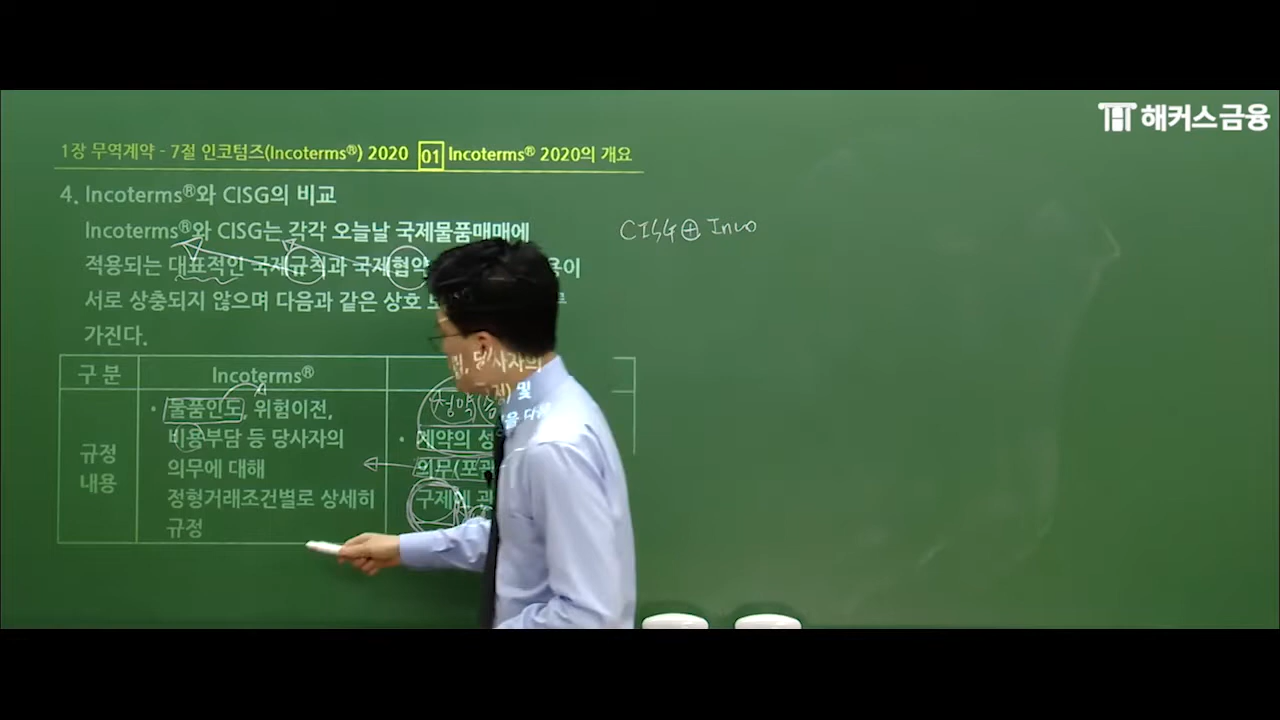 해커스금융
1장 무역계약 - 7절 인코텀즈(Incoterms®) 2020 01 Incoterms® 2020의 개요
4. Incoterms®와 CISG의 비교
Incoterms®와 CISG는 각각 오늘날 국제물품매매에
CISG ⊕ Inco
적용되는 대표적인 국제규칙과 국제협약
서로 상충되지 않으며 다음과 같은 상호
가진다.
구 분
Incoterms®
규정
내용
• 물품인도, 위험이전,
비용부담 등 당사자의
의무에 대해
정형거래조건별로 상세히
규정
당사자의
및
청약
• 계약의 성
의무(포괄
구제에 관